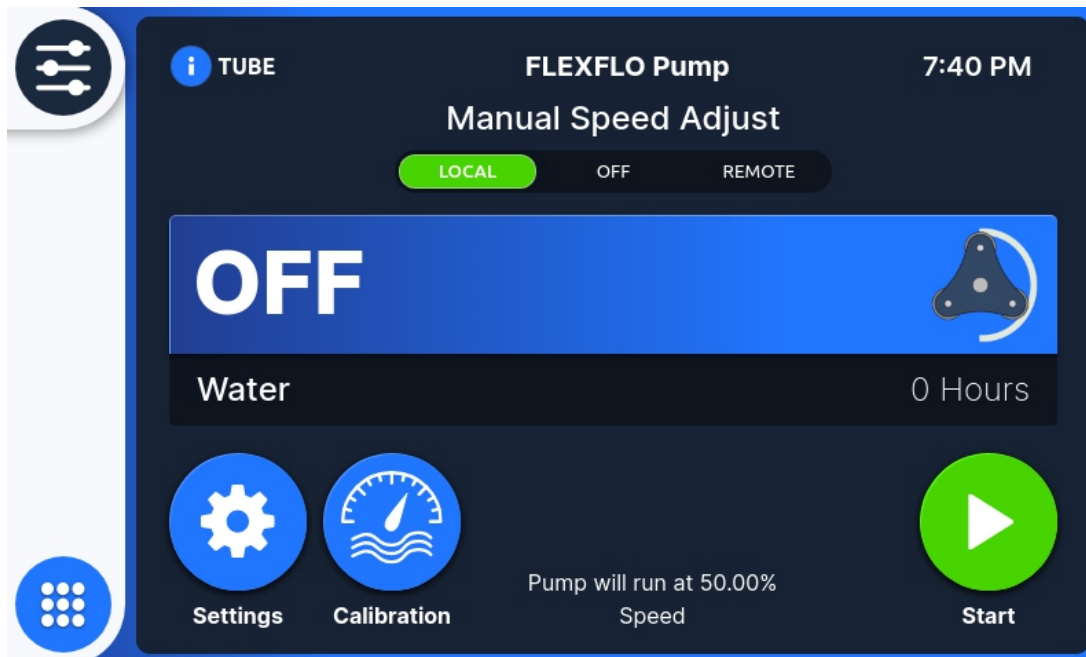 TUBE
FLEXFLO Pump
7:40 PM
Manual Speed Adjust
LOCAL OFF REMOTE
OFF
Water
0 Hours
Pump will run at 50.00%
Speed
Settings
Calibration
Start